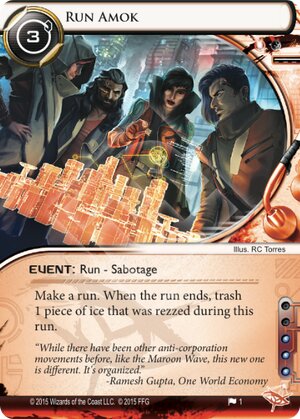 Run Amok
3
Illus. RC Torres
EVENT: Run - Sabotage
Make a run. When the run ends, trash
1 piece of ice that was rezzed during this
run.
“While there have been other anti-corporation
movements before, like the Maroon Wave, this new one
is different. It's organized.”
-Ramesh Gupta, One World Economy
© 2015 Wizards of the Coast LLC. © 2015 FFG
1